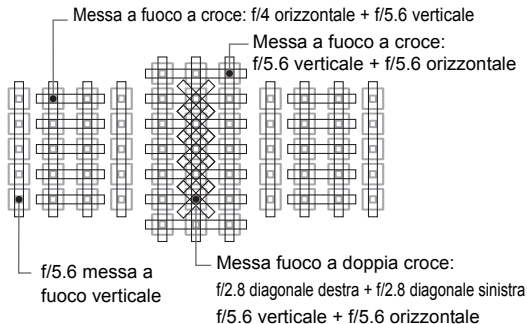 Messa a fuoco a croce: f/4 orizzontale + f/5.6 verticale
Messa a fuoco a croce:
f/5.6 verticale + f/5.6 orizzontale
f/5.6 messa a
fuoco verticale
Messa fuoco a doppia croce:
f/2.8 diagonale destra + f/2.8 diagonale sinistra
f/5.6 verticale + f/5.6 orizzontale